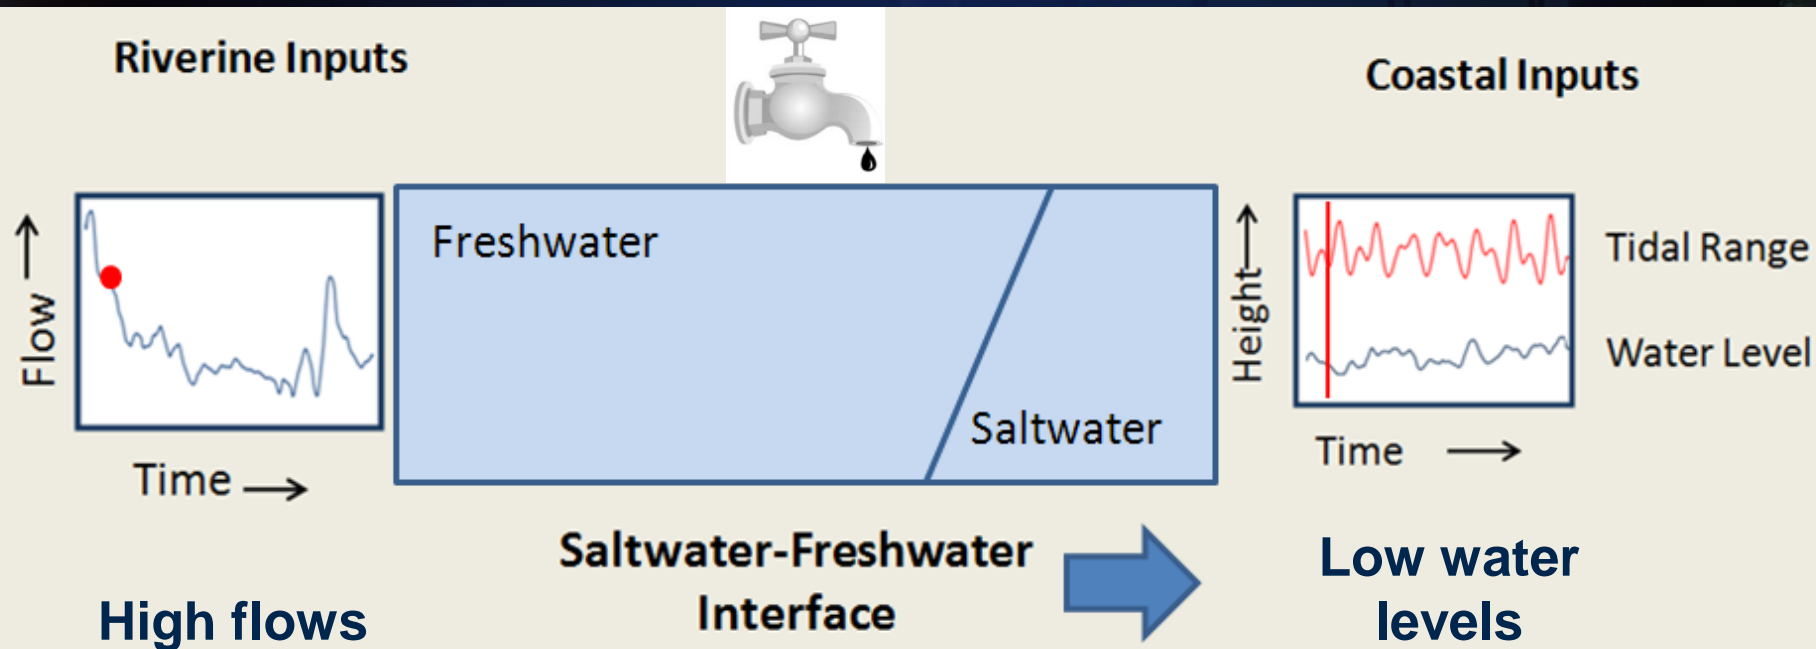 Riverine Inputs
Coastal Inputs
Flow
Freshwater
Saltwater
Height
Tidal Range
Water Level
Time
Time
Saltwater-Freshwater
Interface
High flows
Low water
levels